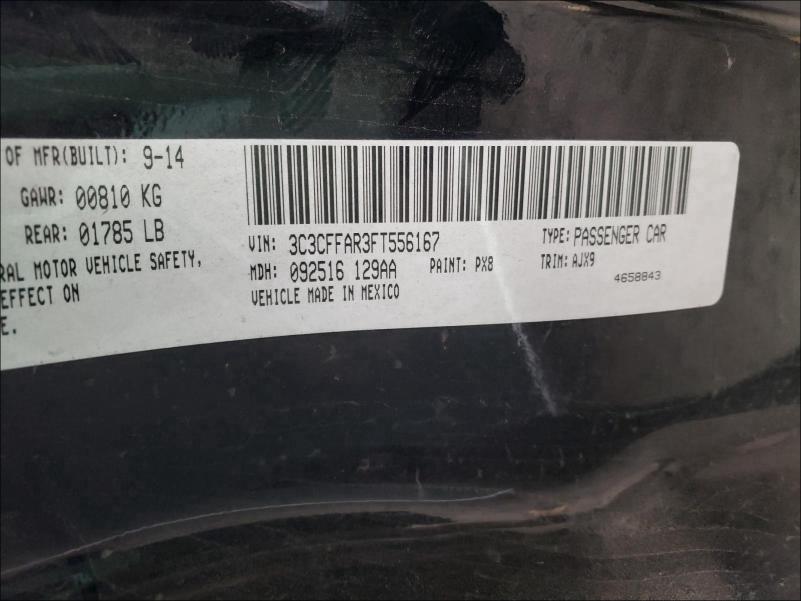 OF MFR(BUILT): 9-14
GAWR: 00810 KG
REAR: 01785 LB
RAL MOTOR VEHICLE SAFETY,
EFFECT ON
E.
VIN: 3C3CFFAR3FT556167 TYPE: PASSENGER CAR
MDH: 092516 129AA PAINT: PX8 TRIM: AJX9
VEHICLE MADE IN MEXICO 4658843